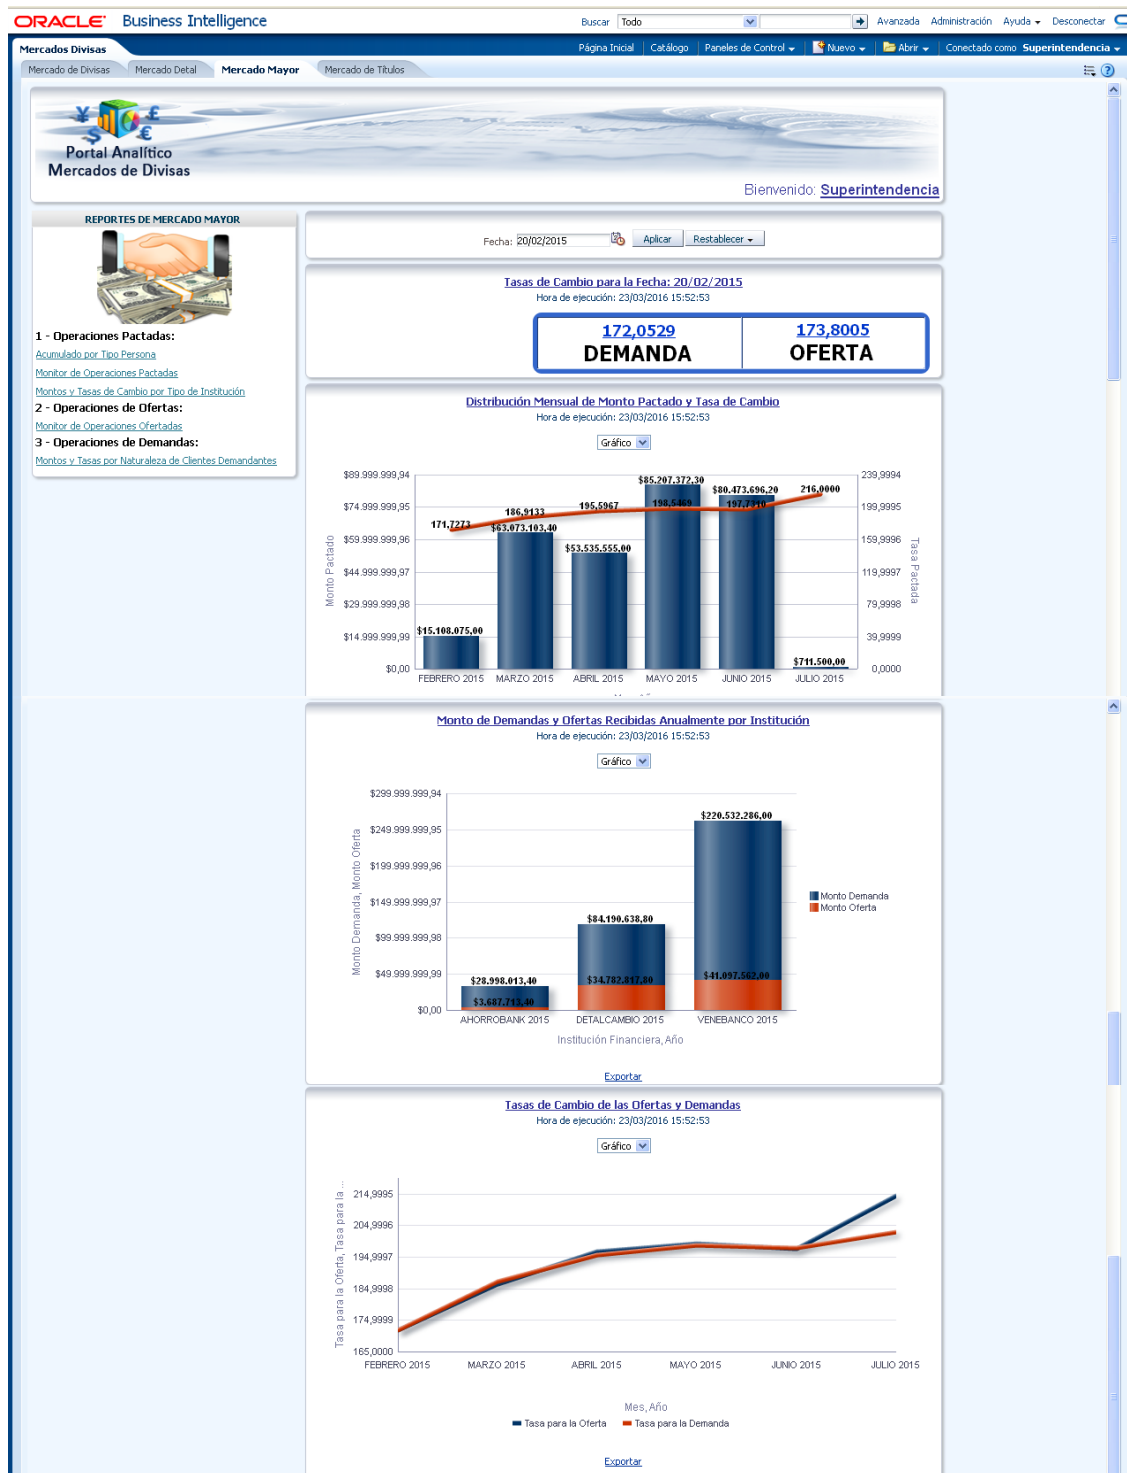 ORACLE Business Intelligence
Buscar Todo Avanzada Administración Ayuda Desconectar
Mercados Divisas
Página Inicial Catálogo Paneles de Control Nuevo Abrir Conectado como Superintendencia
Mercado de Divisas Mercado Detal Mercado Mayor Mercado de Títulos
Portal Analítico
Mercados de Divisas
Bienvenido: Superintendencia
REPORTES DE MERCADO MAYOR
1 - Operaciones Pactadas:
Acumulado por Tipo Persona
Monitor de Operaciones Pactadas
Montos y Tasas de Cambio por Tipo de Institución
2 - Operaciones de Ofertas:
Monitor de Operaciones Ofertadas
3 - Operaciones de Demandas:
Montos y Tasas por Naturaleza de Clientes Demandantes
Fecha: 20/02/2015 Aplicar Restablecer
Tasas de Cambio para la Fecha: 20/02/2015
Hora de ejecución: 23/03/2016 15:52:53
172,0529 173,8005
DEMANDA OFERTA
Distribución Mensual de Monto Pactado y Tasa de Cambio
Hora de ejecución: 23/03/2016 15:52:53
Gráfico
Monto Pactado
$89.999.999,94
$74.999.999,95
$59.999.999,96
$44.999.999,97
$29.999.999,98
$14.999.999,99
$0,00
$15.108.075,00
$63.073.103,40
$53.535.555,00
$85.207.372,30
$80.473.696,20
$711.500,00
171,7273
186,9133
195,5967
198,5469
197,7310
216,0000
239,9994
199,9995
159,9996
119,9997
79,9998
39,9999
0,0000
Tasa Pactada
FEBRERO 2015 MARZO 2015 ABRIL 2015 MAYO 2015 JUNIO 2015 JULIO 2015
Monto de Demandas y Ofertas Recibidas Anualmente por Institución
Hora de ejecución: 23/03/2016 15:52:53
Gráfico
Monto Demanda, Monto Oferta
$299.999.999,94
$249.999.999,95
$199.999.999,96
$149.999.999,97
$99.999.999,98
$49.999.999,99
$0,00
$28.998.013,40
$3.687.713,40
$84.190.638,80
$34.782.817,80
$220.532.286,00
$41.097.562,00
Monto Demanda
Monto Oferta
AHORROBANK 2015 DETALCAMBIO 2015 VENEBANCO 2015
Institución Financiera, Año
Exportar
Tasas de Cambio de las Ofertas y Demandas
Hora de ejecución: 23/03/2016 15:52:53
Gráfico
Tasa para la Oferta, Tasa para la ...
214,9995
204,9996
194,9997
184,9998
174,9999
165,0000
FEBRERO 2015 MARZO 2015 ABRIL 2015 MAYO 2015 JUNIO 2015 JULIO 2015
Mes, Año
Tasa para la Oferta Tasa para la Demanda
Exportar